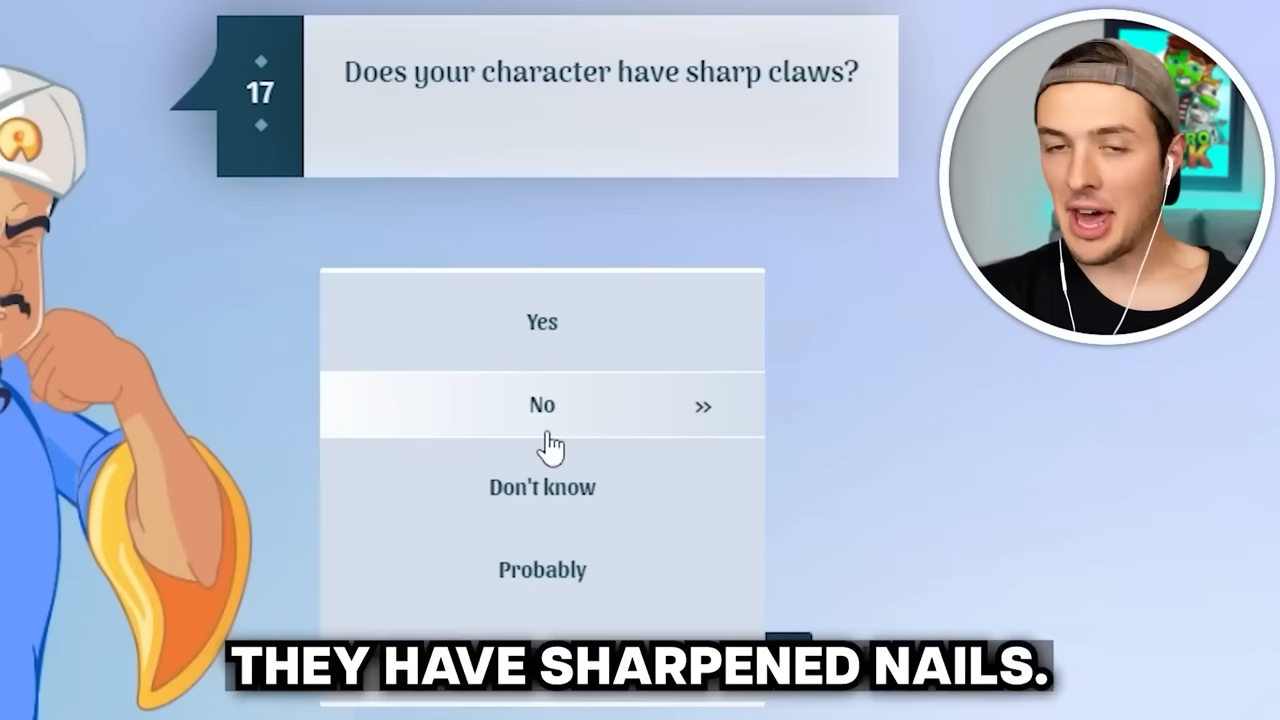 17
Does your character have sharp claws?
Yes
No
Don't know
Probably
THEY HAVE SHARPENED NAILS.